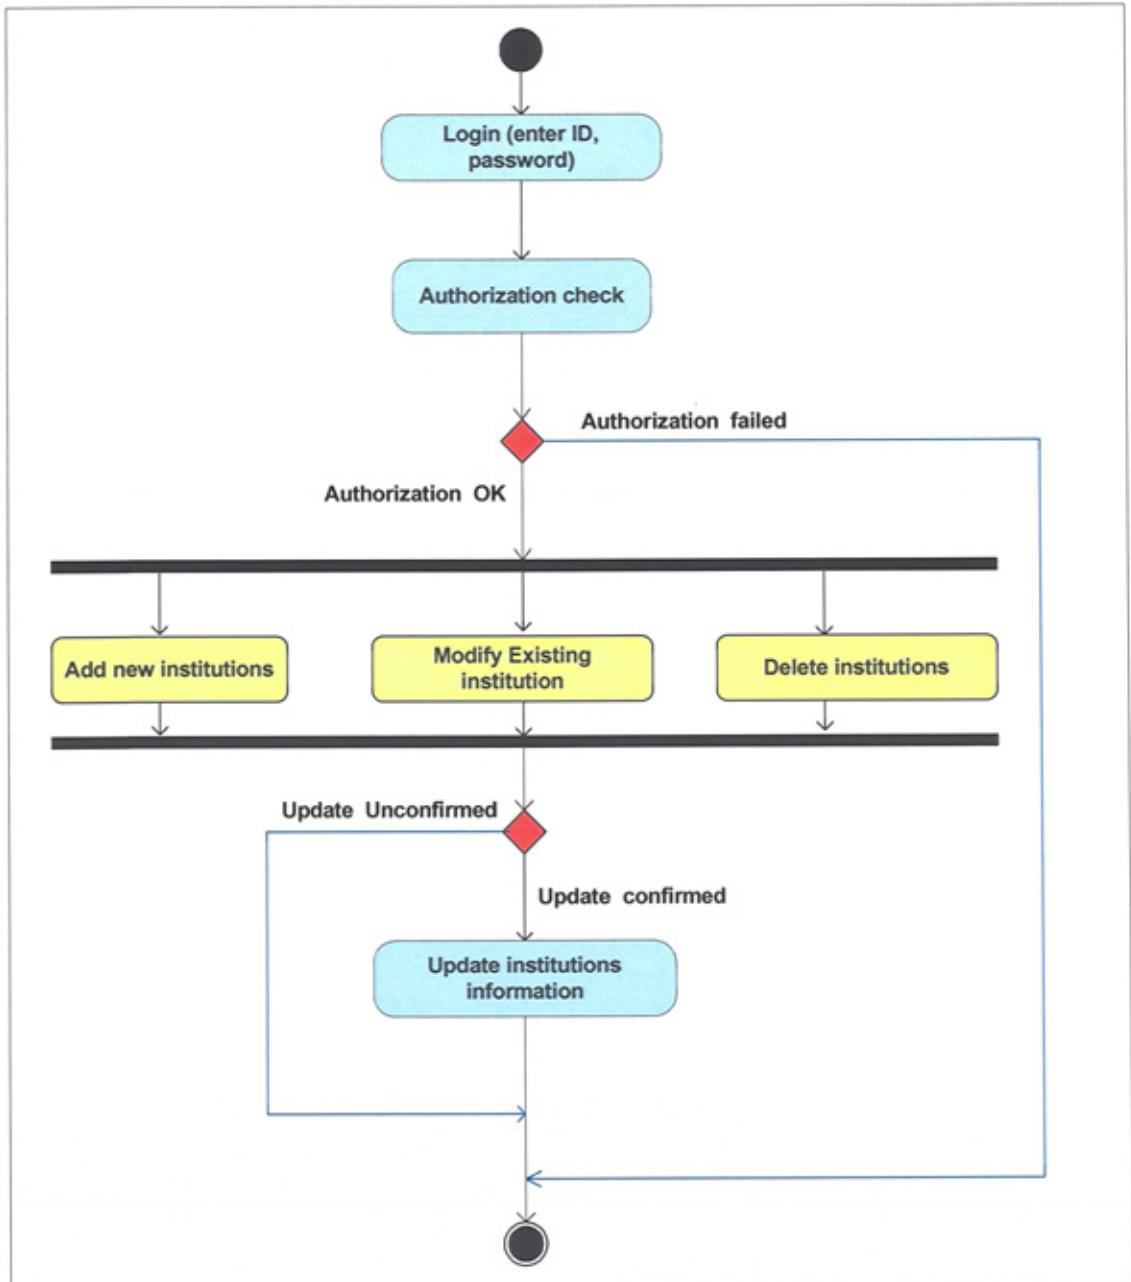 Login (enter ID,
password)
Authorization check
Authorization failed
Authorization OK
Add new institutions
Modify Existing
institution
Delete institutions
Update Unconfirmed
Update confirmed
Update institutions
information